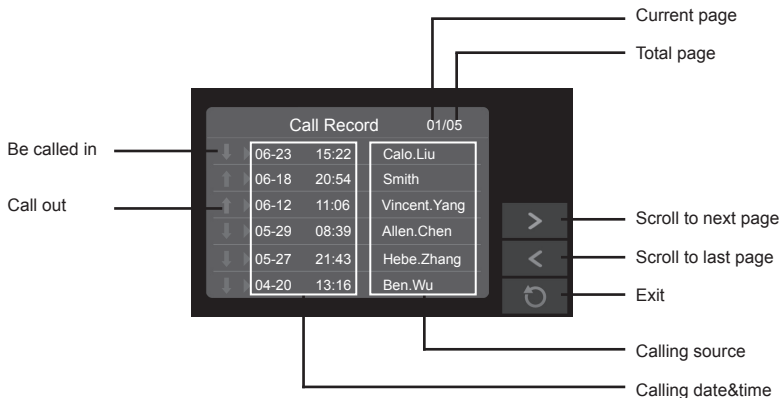 Current page
Total page
Call Record 01/05
Be called in
06-23 15:22 Calo.Liu
06-18 20:54 Smith
Call out
06-12 11:06 Vincent.Yang
Scroll to next page
05-29 08:39 Allen.Chen
05-27 21:43 Hebe.Zhang
Scroll to last page
04-20 13:16 Ben.Wu
Exit
Calling source
Calling date&time